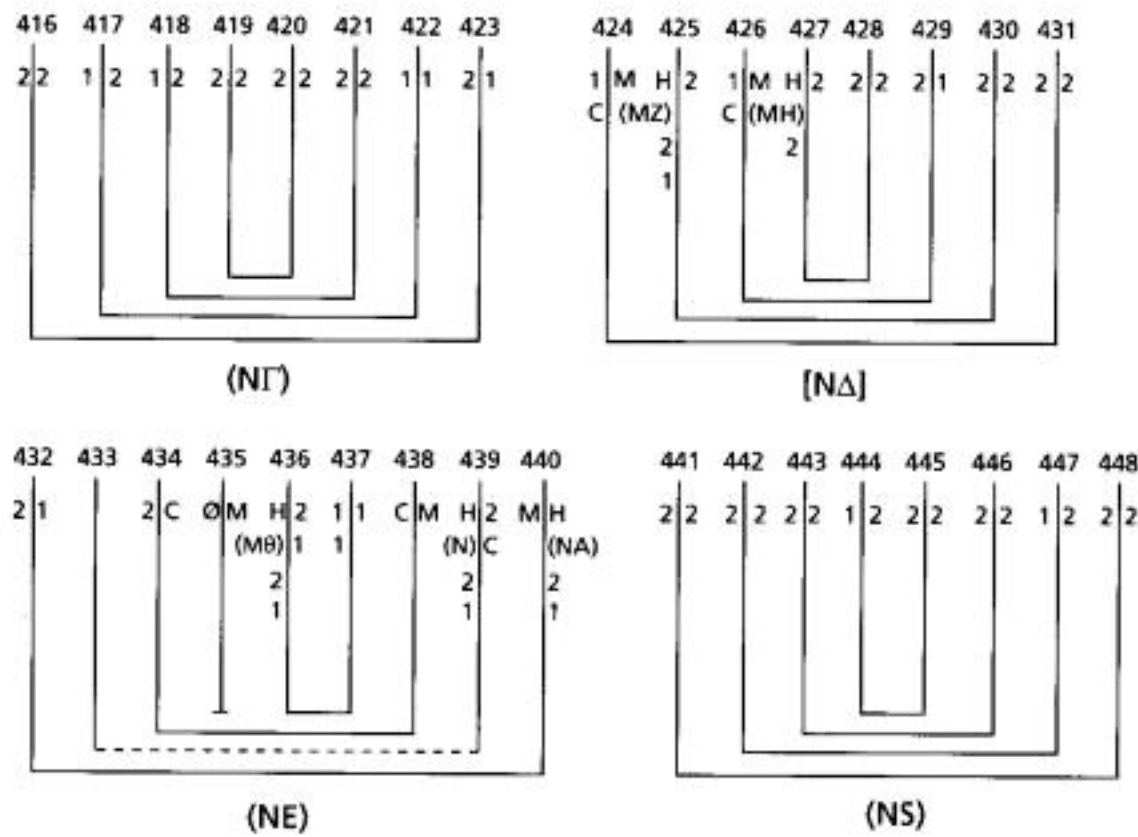 416 417 418 419 420 421 422 423
2 2 1 2 1 2 2 2 2 2 2 2 1 1 2 1
(ΝΓ)
424 425 426 427 428 429 430 431
1 M H 2 1 M H 2 2 2 2 1 2 2 2 2
C (MZ) C (MH)
2 2
1
[ΝΔ]
432 433 434 435 436 437 438 439 440
2 1 2 C Ø M H 2 1 1 C M H 2 M H
(Mθ) 1 1 (N) C (NA)
2 2 2
1 1 1
(NE)
441 442 443 444 445 446 447 448
2 2 2 2 2 2 1 2 2 2 2 2 1 2 2 2
(NS)